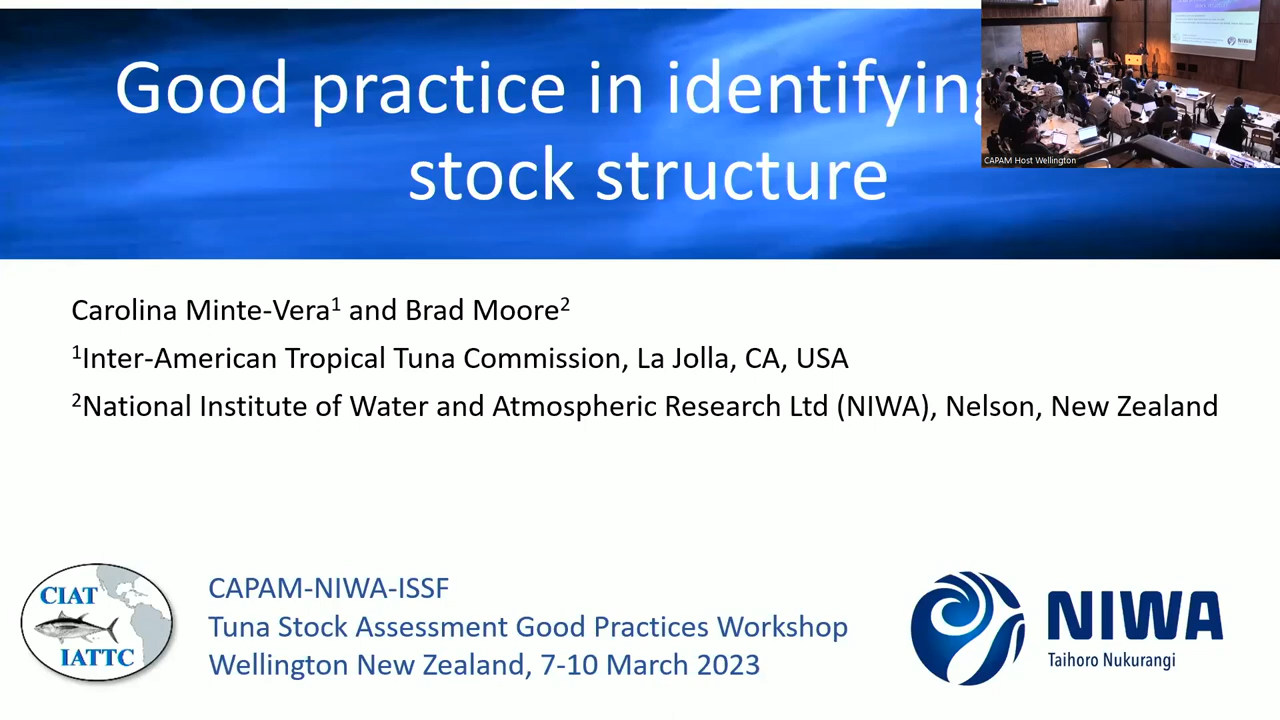 Good practice in identifying
stock structure
CAPAM Host Wellington
NIWA
Carolina Minte-Vera1 and Brad Moore2
1Inter-American Tropical Tuna Commission, La Jolla, CA, USA
2National Institute of Water and Atmospheric Research Ltd (NIWA), Nelson, New Zealand
CIAT
IATTC
CAPAM-NIWA-ISSF
Tuna Stock Assessment Good Practices Workshop
Wellington New Zealand, 7-10 March 2023
NIWA
Taihoro Nukurangi